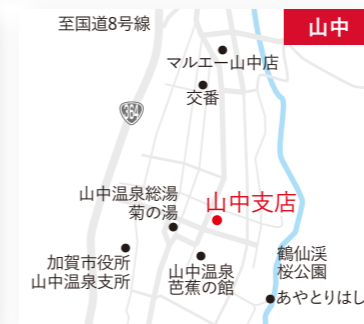 至国道8号線
山中
マルエー山中店
交番
364
山中温泉総湯
菊の湯
山中支店
加賀市役所
山中温泉支所
山中温泉
芭蕉の館
鶴仙渓
桜公園
あやとりはし